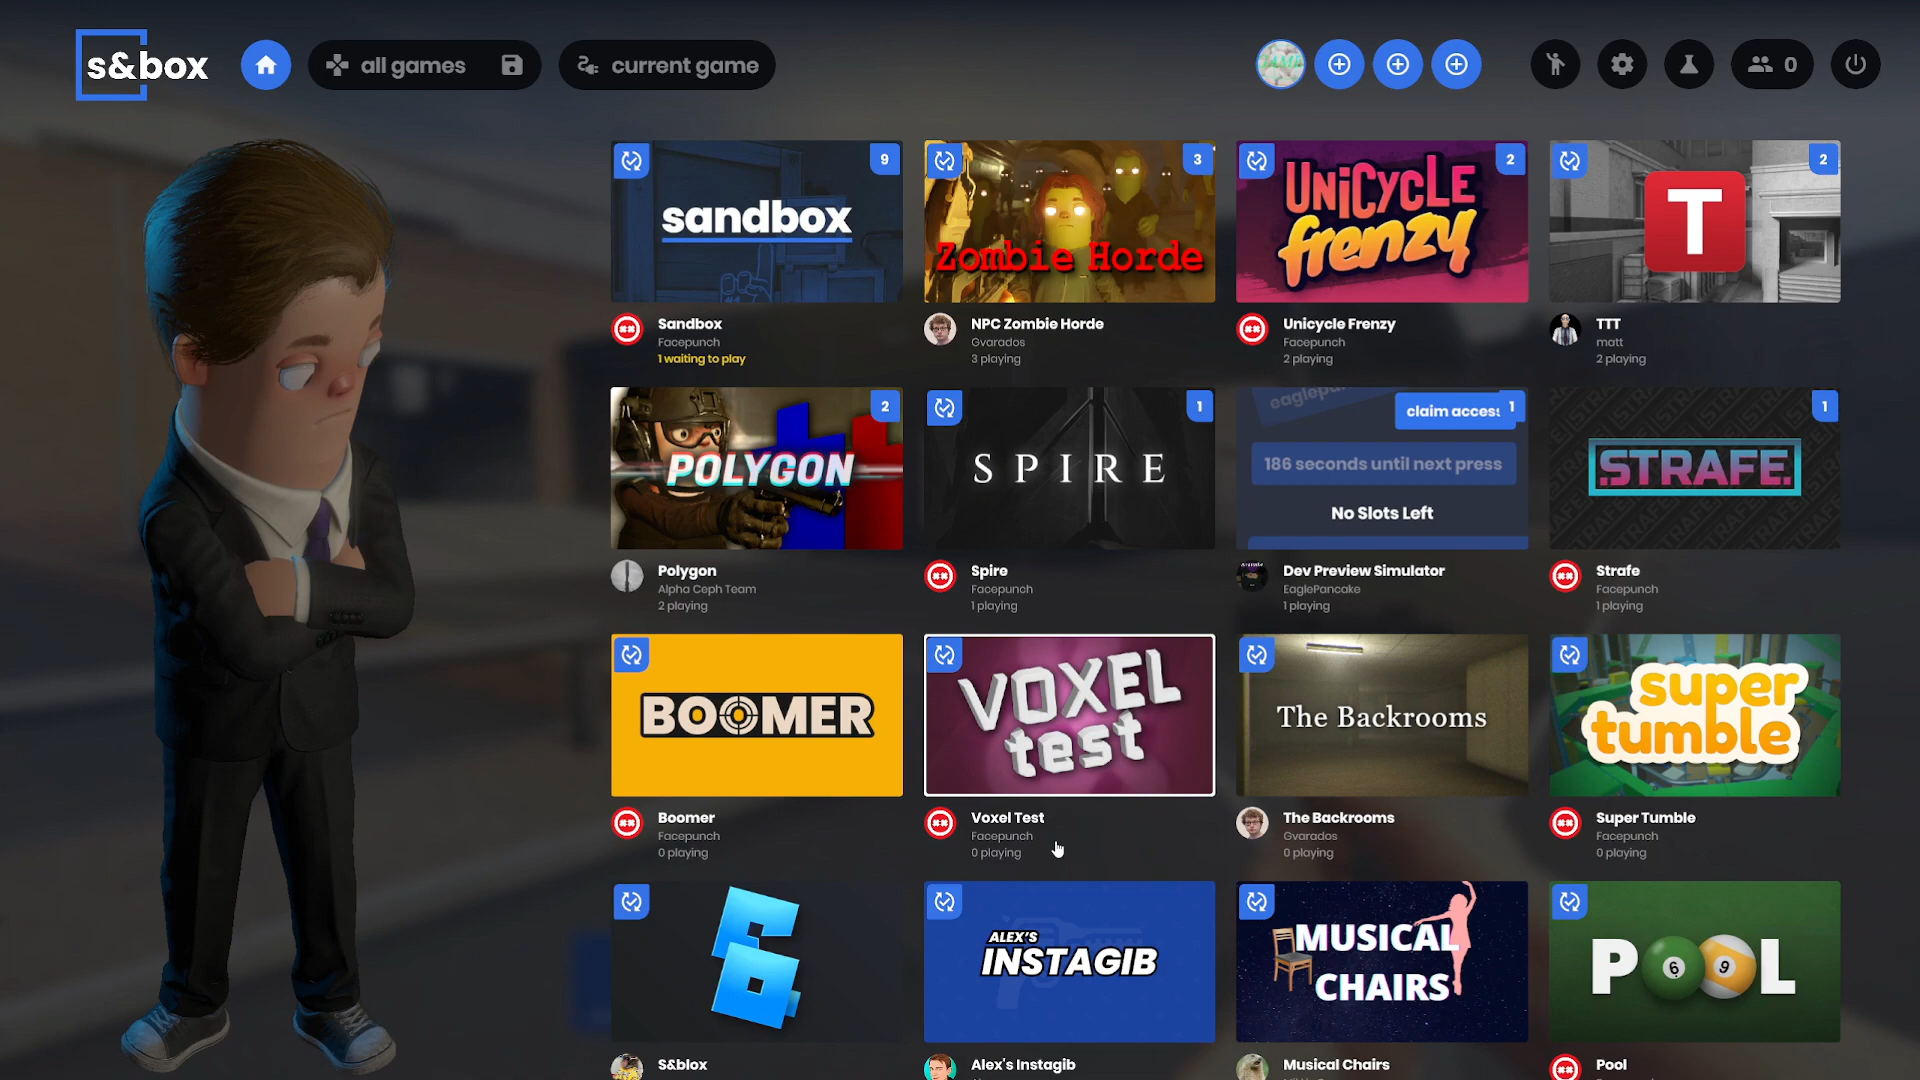 s&box
all games
current game
0
9
sandbox
Sandbox
Facepunch
1 waiting to play
3
Zombie Horde
NPC Zombie Horde
Gvarados
3 playing
2
UNiCYCLE
frenzy
Unicycle Frenzy
Facepunch
2 playing
2
T
TTT
matt
2 playing
2
POLYGON
Polygon
Alpha Ceph Team
2 playing
1
SPIRE
Spire
Facepunch
1 playing
claim access
1
186 seconds until next press
No Slots Left
Dev Preview Simulator
EaglePancake
1 playing
1
STRAFE.
Strafe
Facepunch
1 playing
BOOMER
Boomer
Facepunch
0 playing
VOXEL
test
Voxel Test
Facepunch
0 playing
The Backrooms
The Backrooms
Gvarados
0 playing
super
tumble
Super Tumble
Facepunch
0 playing
S&blox
ALEX'S
INSTAGIB
Alex's Instagib
MUSICAL
CHAIRS
Musical Chairs
POOL
6
9
Pool